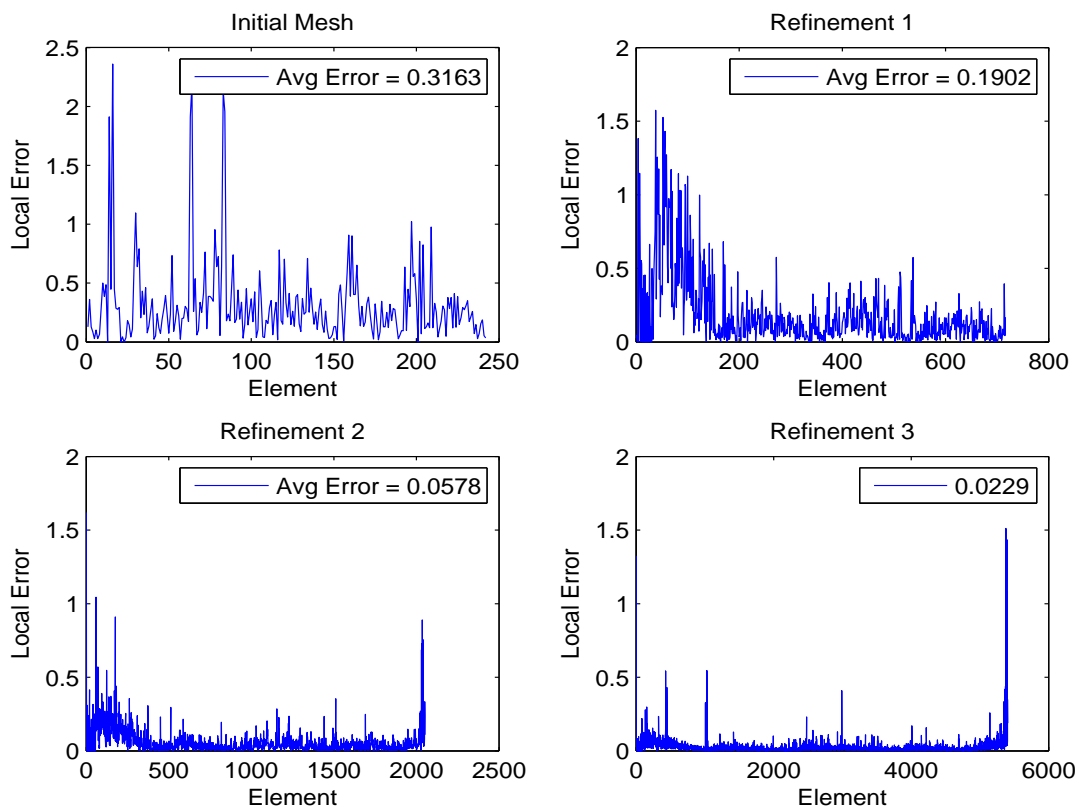 Initial Mesh
Avg Error = 0.3163
Local Error
2.5
2
1.5
1
0.5
0
0
50
100
150
200
250
Element
Refinement 1
Avg Error = 0.1902
Local Error
2
1.5
1
0.5
0
0
200
400
600
800
Element
Refinement 2
Avg Error = 0.0578
Local Error
2
1.5
1
0.5
0
0
500
1000
1500
2000
2500
Element
Refinement 3
0.0229
Local Error
2
1.5
1
0.5
0
0
2000
4000
6000
Element